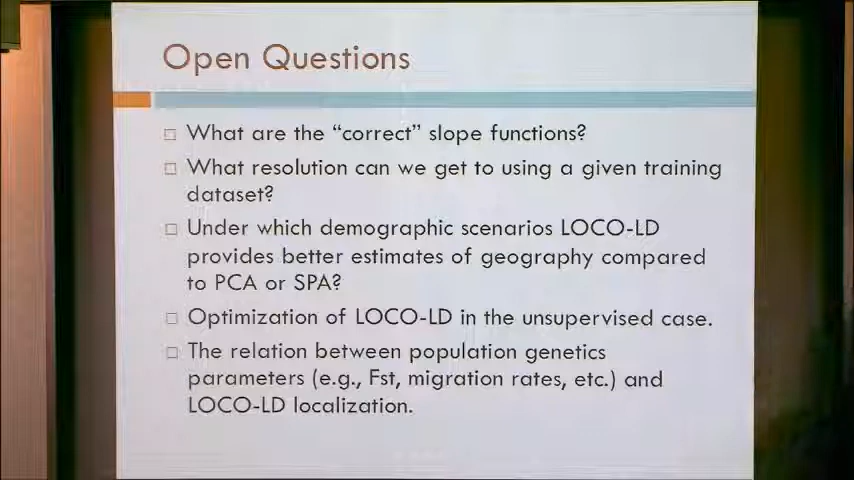 Open Questions
What are the “correct” slope functions?
What resolution can we get to using a given training
dataset?
Under which demographic scenarios LOCO-LD
provides better estimates of geography compared
to PCA or SPA?
Optimization of LOCO-LD in the unsupervised case.
The relation between population genetics
parameters (e.g., Fst, migration rates, etc.) and
LOCO-LD localization.